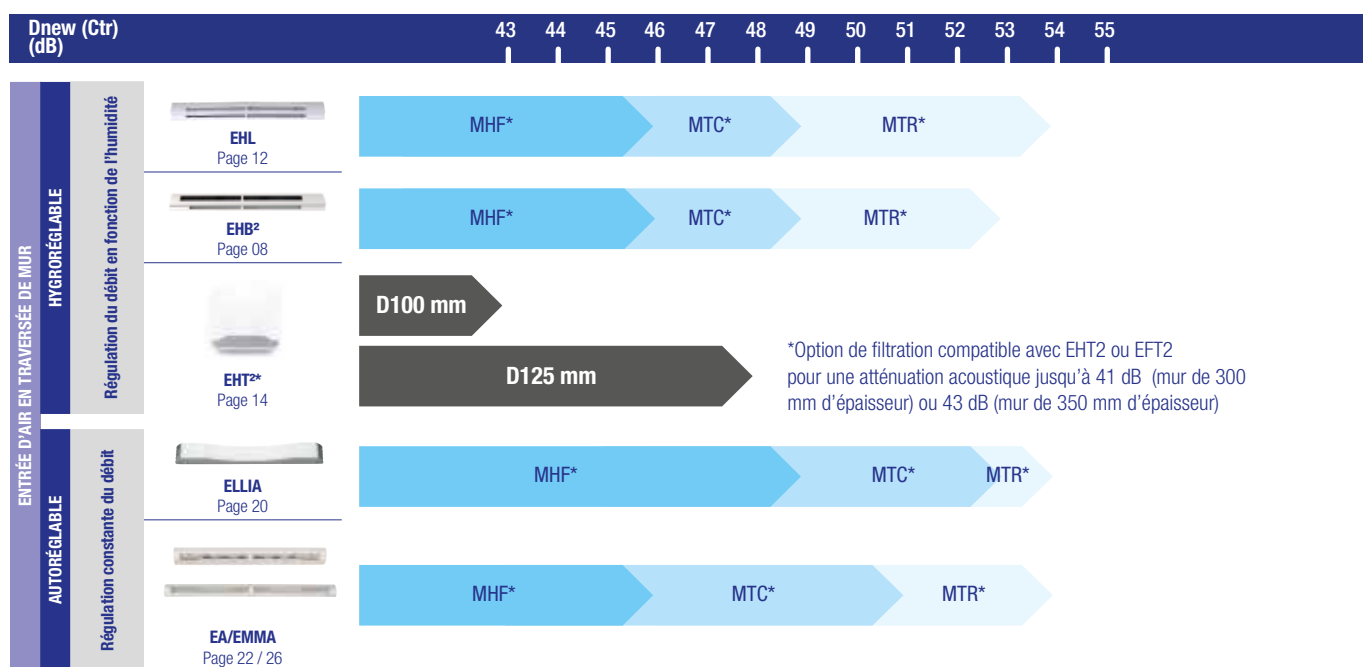 Dnew (Ctr)
(dB)
43 44 45 46 47 48 49 50 51 52 53 54 55
ENTRÉE D'AIR EN TRAVERSÉE DE MUR
HYGRORÉGLABLE
Régulation du débit en fonction de l'humidité
EHL
Page 12
MHF* MTC* MTR*
EHB²
Page 08
MHF* MTC* MTR*
EHT²*
Page 14
D100 mm
D125 mm
*Option de filtration compatible avec EHT2 ou EFT2
pour une atténuation acoustique jusqu'à 41 dB (mur de 300
mm d'épaisseur) ou 43 dB (mur de 350 mm d'épaisseur)
AUTORÉGLABLE
Régulation constante du débit
ELLIA
Page 20
MHF* MTC* MTR*
EA/EMMA
Page 22 / 26
MHF* MTC* MTR*